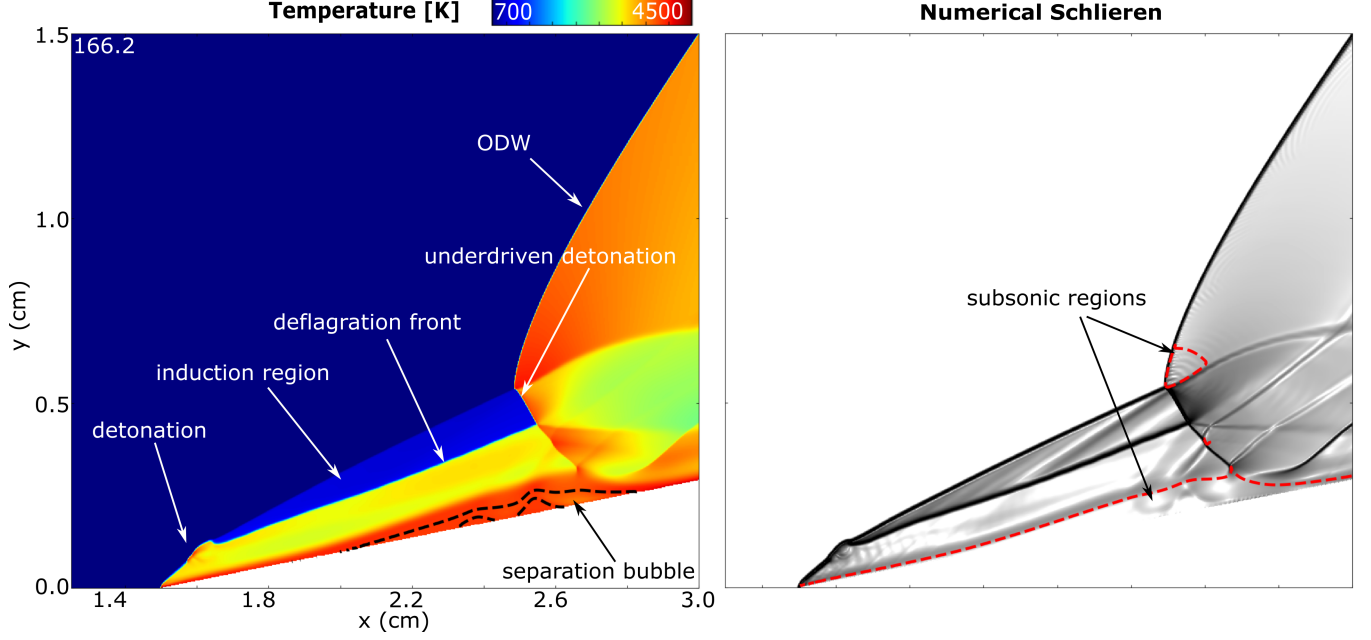 Temperature [K]
700
4500
Numerical Schlieren
1.5
166.2
ODW
1.0
underdriven detonation
subsonic regions
deflagration front
y (cm)
induction region
0.5
detonation
separation bubble
0.0
1.4
1.8
2.2
2.6
3.0
x (cm)